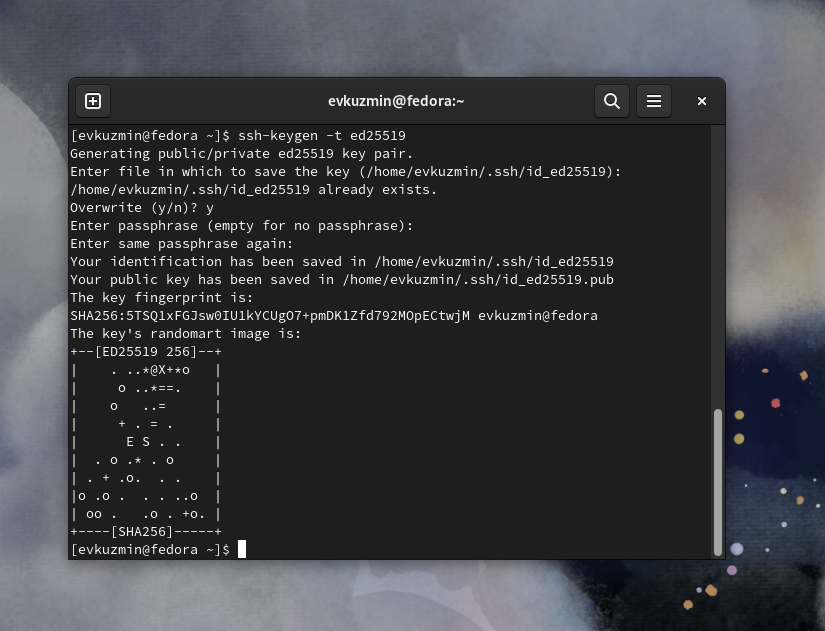 evkuzmin@fedora:~
[evkuzmin@fedora ~]$ ssh-keygen -t ed25519
Generating public/private ed25519 key pair.
Enter file in which to save the key (/home/evkuzmin/.ssh/id_ed25519):
/home/evkuzmin/.ssh/id_ed25519 already exists.
Overwrite (y/n)? y
Enter passphrase (empty for no passphrase):
Enter same passphrase again:
Your identification has been saved in /home/evkuzmin/.ssh/id_ed25519
Your public key has been saved in /home/evkuzmin/.ssh/id_ed25519.pub
The key fingerprint is:
SHA256:5TSQ1xFGJsw0IU1kYCUgO7+pmDK1Zfd792MOpECtwjM evkuzmin@fedora
The key's randomart image is:
+--[ED25519 256]--+
|    . ..*@X+*o   |
|     o ..*==.    |
|    o   ..=      |
|     + . = .     |
|      E S . .    |
|  . o .* . o     |
| . + .o.  . .    |
|o .o .  . . ..o  |
| oo .   .o . +o. |
+----[SHA256]-----+
[evkuzmin@fedora ~]$